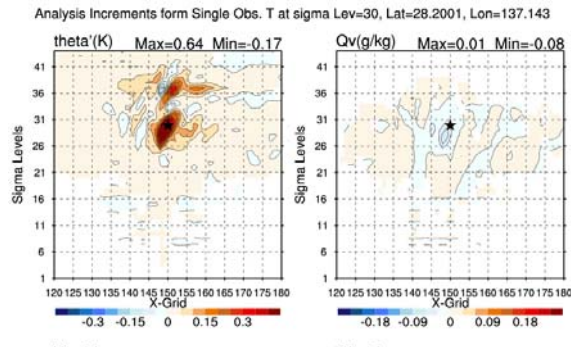 Analysis Increments form Single Obs. T at sigma Lev=30, Lat=28.2001, Lon=137.143
theta'(K) Max=0.64 Min=-0.17
Qv(g/kg) Max=0.01 Min=-0.08
Sigma Levels
41
36
31
26
21
16
11
6
1
120 125 130 135 140 145 150 155 160 165 170 175 180
X-Grid
-0.3 -0.15 0 0.15 0.3
Sigma Levels
41
36
31
26
21
16
11
6
1
120 125 130 135 140 145 150 155 160 165 170 175 180
X-Grid
-0.18 -0.09 0 0.09 0.18